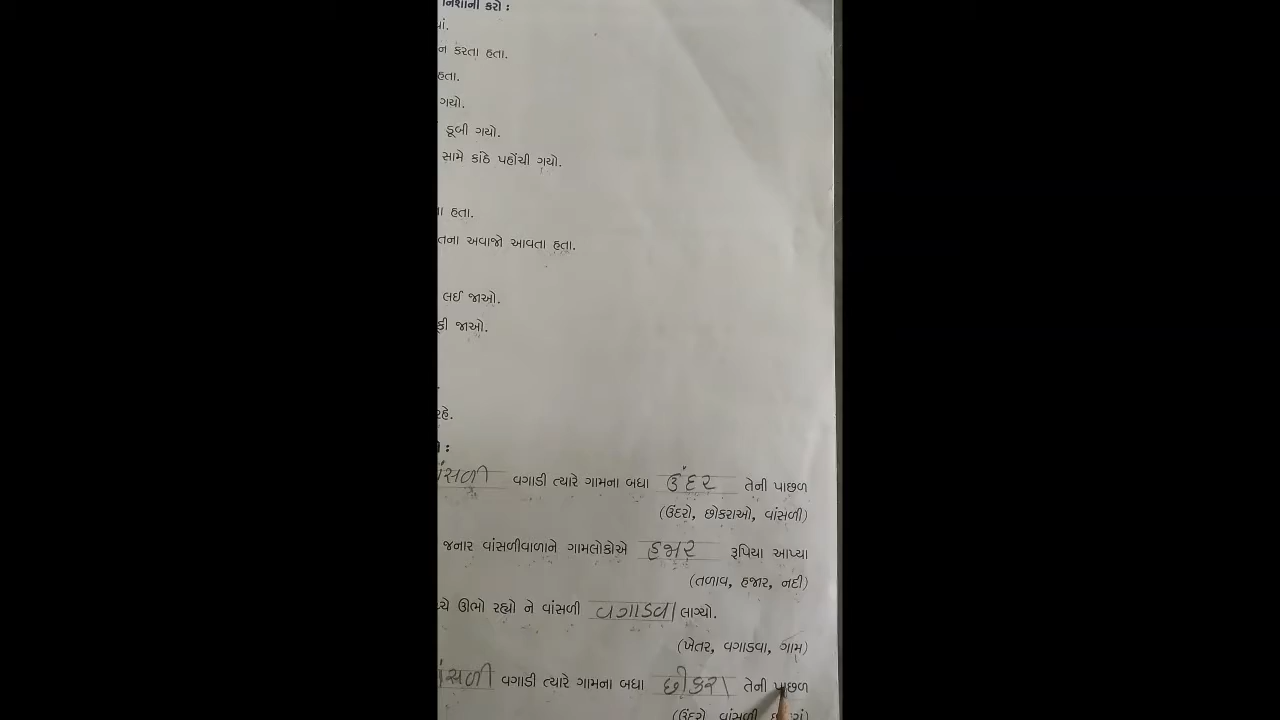 નિશાની કરો :
યાં.
ન કરતા હતા.
હતા.
ગયો.
ડૂબી ગયો.
સામે કાંઠે પહોંચી ગયો.
હતા.
અવાજો આવતા હતા.
લઈ જાઓ.
જાઓ.
રહે.
વગાડી ત્યારે ગામના બધા ઉંદર તેની પાછળ
(ઉંદરો, છોકરાઓ, વાંસળી)
જનાર વાંસળીવાળાને ગામલોકોએ હજાર રૂપિયા આપ્યા
(તળાવ, હજાર, નદી)
ઊભો રહ્યો ને વાંસળી વગાડવા લાગ્યો.
(ખેતર, વગાડવા, ગામ)
વગાડી ત્યારે ગામના બધા છોકરા તેની પાછળ
(ઉંદરો, વાંસળી,